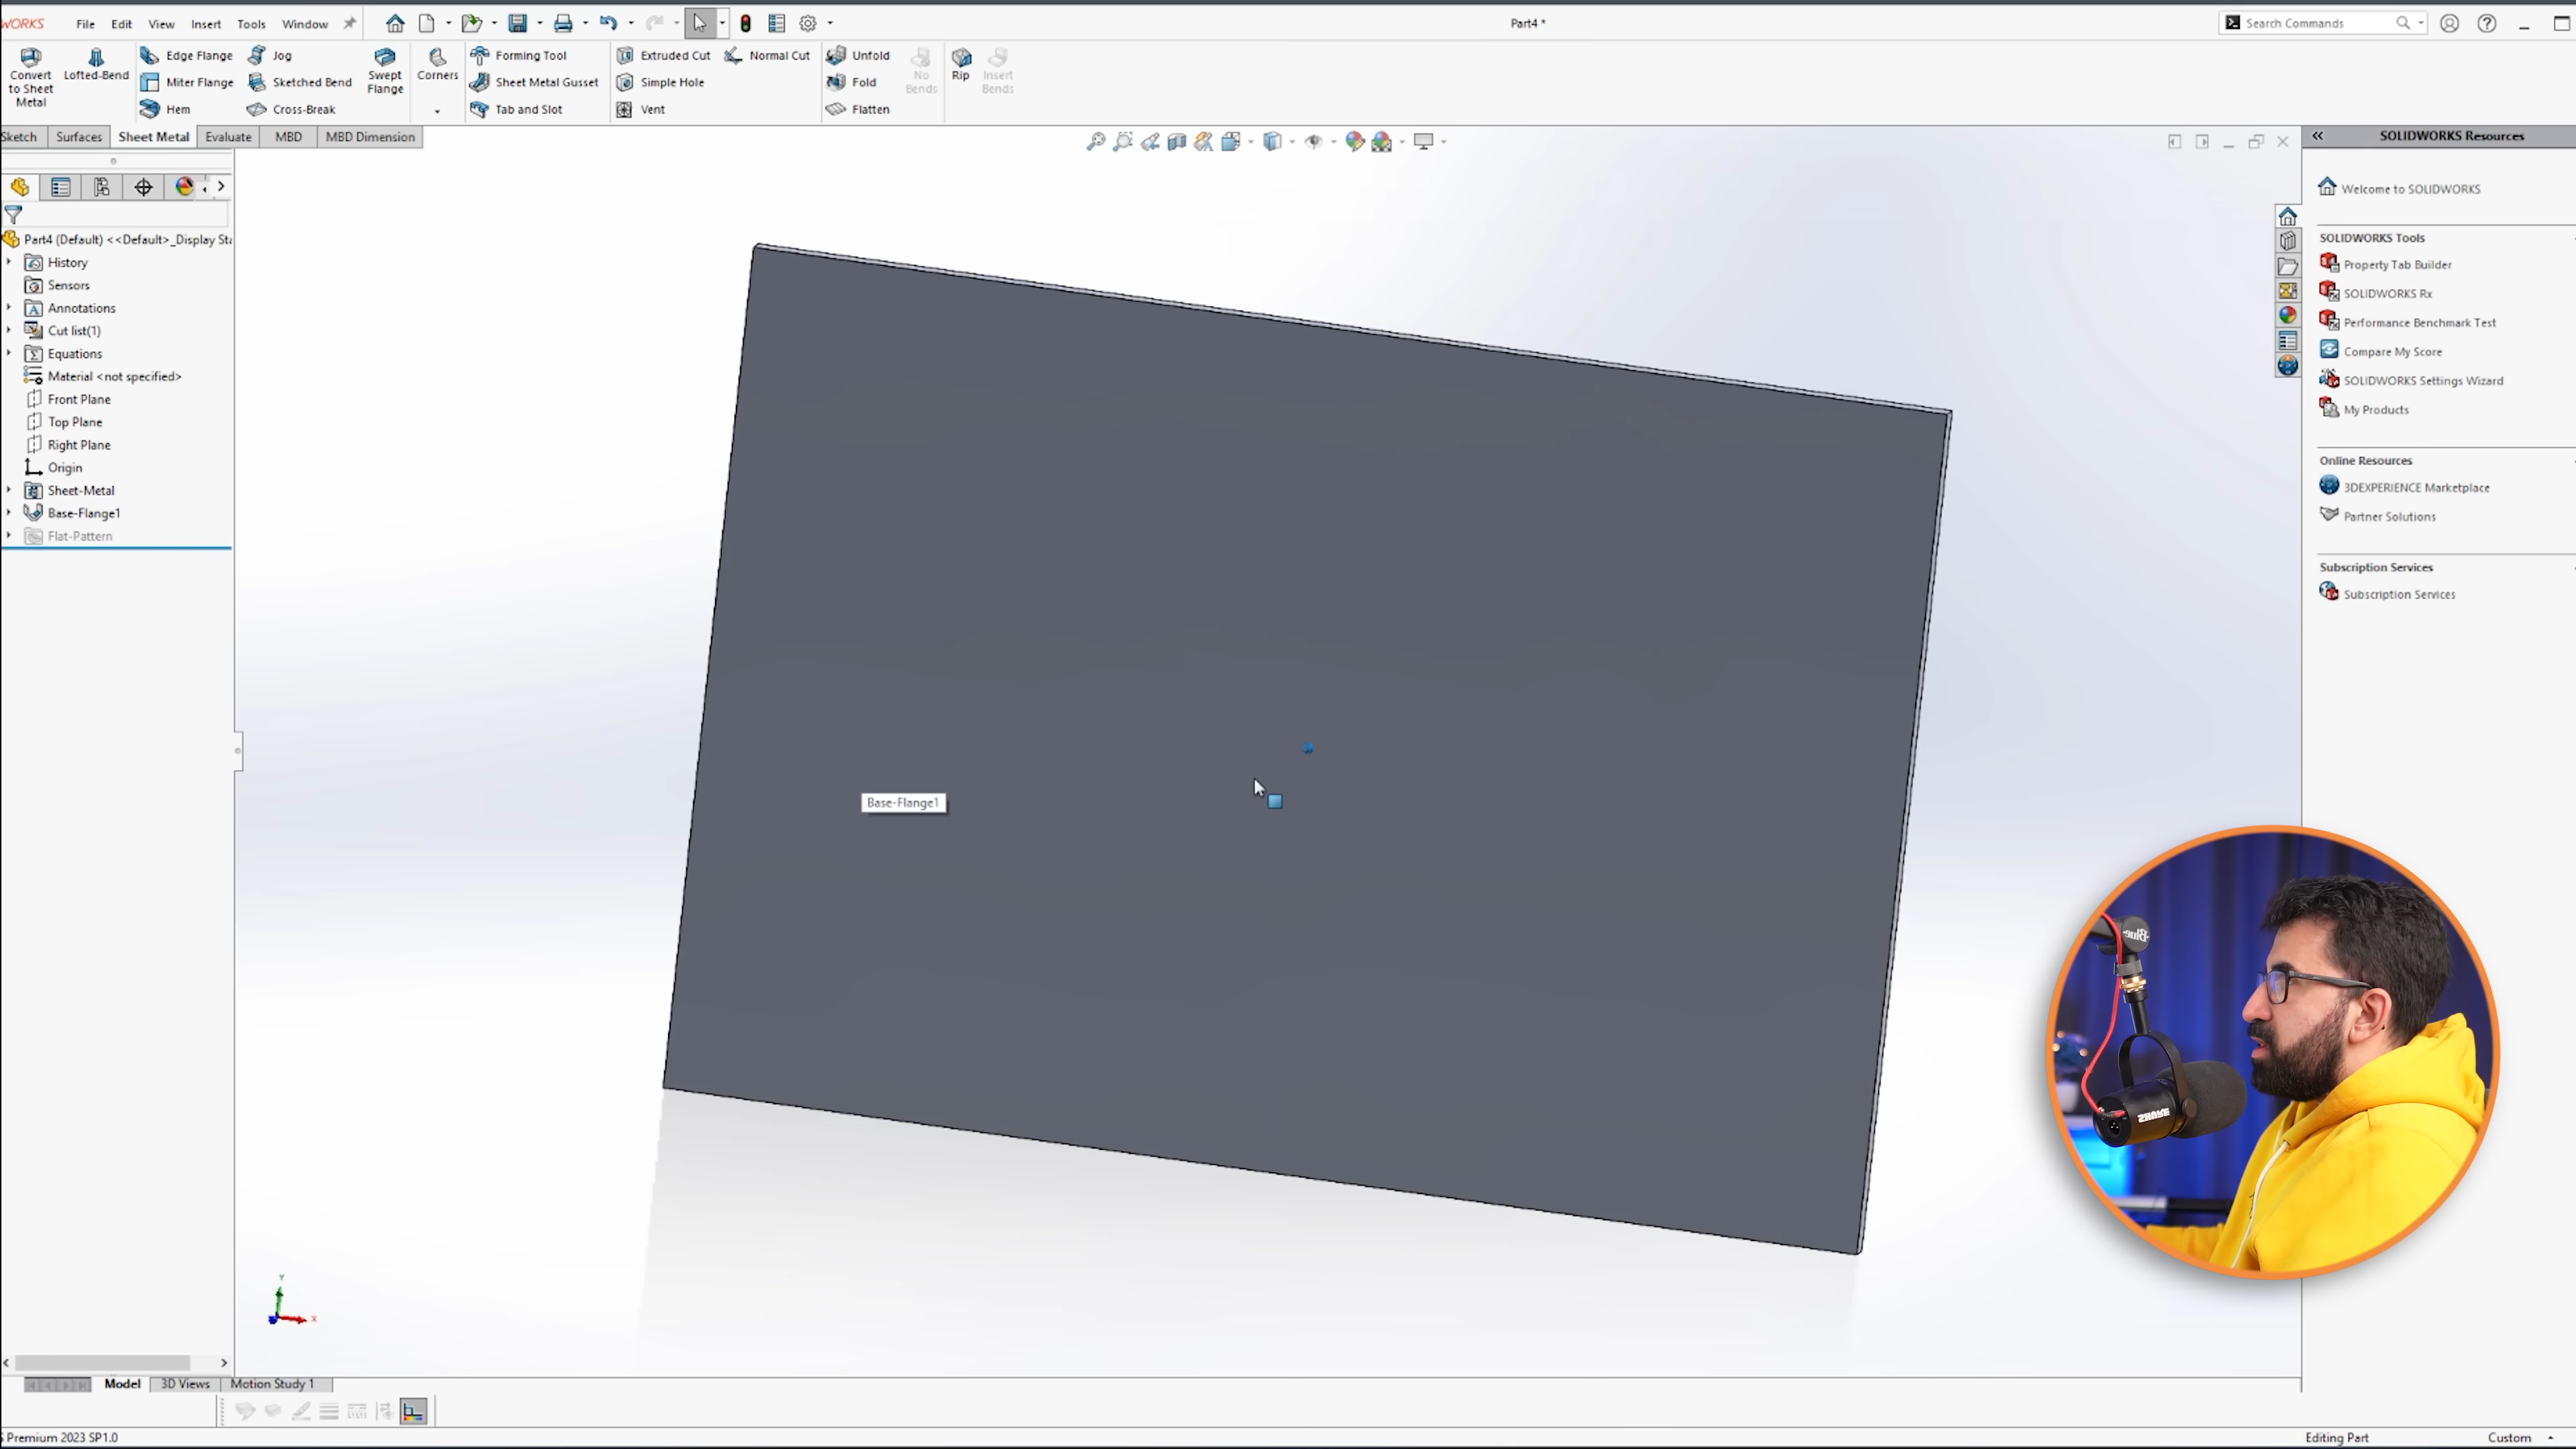 WORKS File Edit View Insert Tools Window Part4 * Search Commands
Convert to Sheet Metal
Lofted-Bend
Edge Flange
Miter Flange
Hem
Jog
Sketched Bend
Cross-Break
Swept Flange
Corners
Forming Tool
Sheet Metal Gusset
Tab and Slot
Extruded Cut
Simple Hole
Vent
Normal Cut
Unfold
Fold
Flatten
No Bends
Rip
Insert Bends
Sketch Surfaces Sheet Metal Evaluate MBD MBD Dimension
Part4 (Default) <<Default>_Display Sta
History
Sensors
Annotations
Cut list(1)
Equations
Material <not specified>
Front Plane
Top Plane
Right Plane
Origin
Sheet-Metal
Base-Flange1
Flat-Pattern
Base-Flange1
Y
X
SOLIDWORKS Resources
Welcome to SOLIDWORKS
SOLIDWORKS Tools
Property Tab Builder
SOLIDWORKS Rx
Performance Benchmark Test
Compare My Score
SOLIDWORKS Settings Wizard
My Products
Online Resources
3DEXPERIENCE Marketplace
Partner Solutions
Subscription Services
Subscription Services
Blue
SHURE
Model 3D Views Motion Study 1
S Premium 2023 SP1.0
Editing Part
Custom